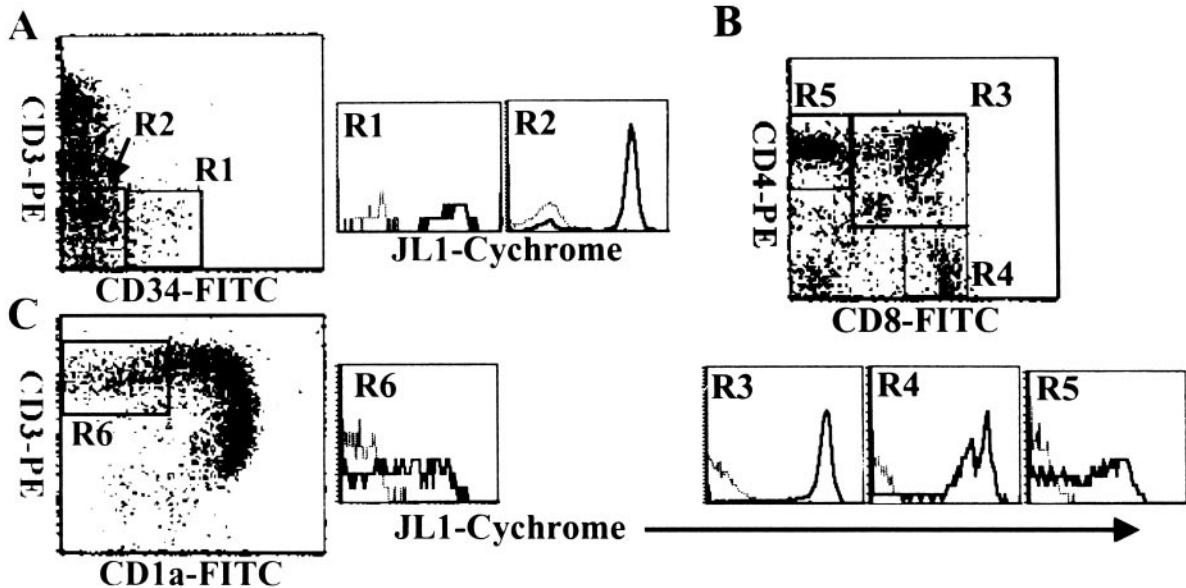 A
CD3-PE
R2
R1
CD34-FITC
R1
R2
JL1-Cychrome
B
R5
R3
CD4-PE
R4
CD8-FITC
C
CD3-PE
R6
CD1a-FITC
R6
R3
R4
R5
JL1-Cychrome